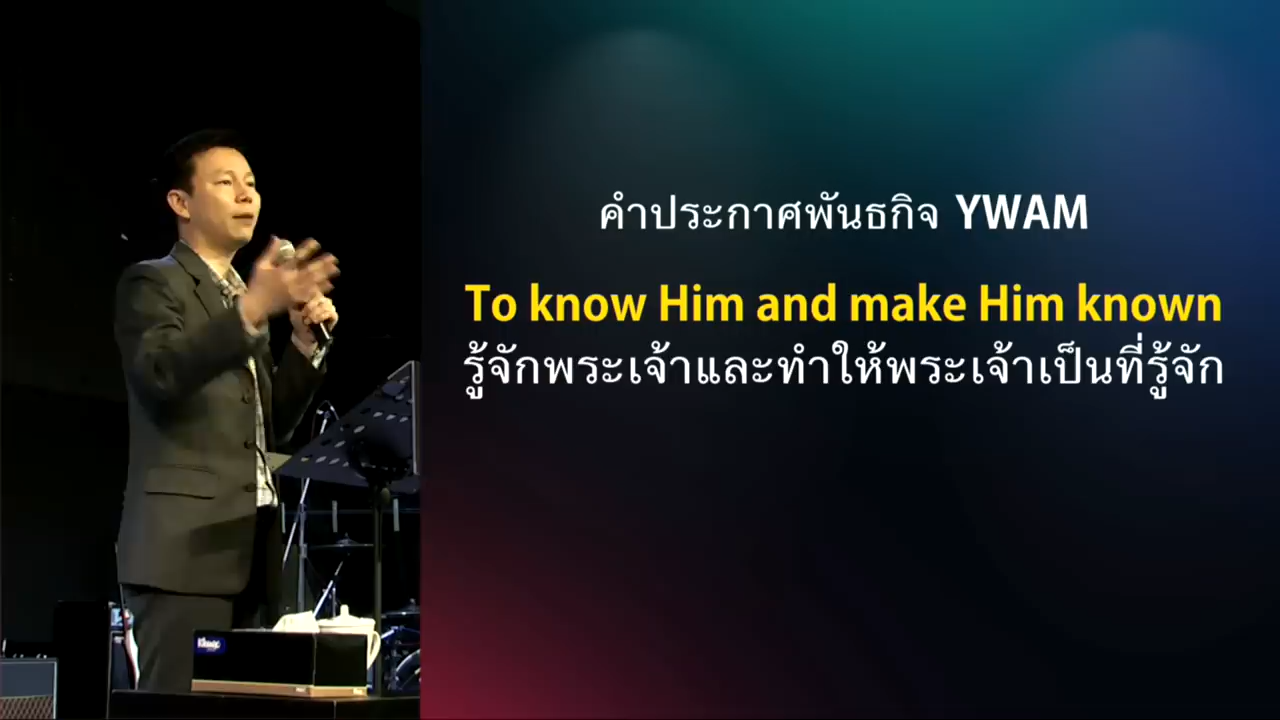 คำประกาศพันธกิจ YWAM
To know Him and make Him known
รู้จักพระเจ้าและทำให้พระเจ้าเป็นที่รู้จัก
Kleenex